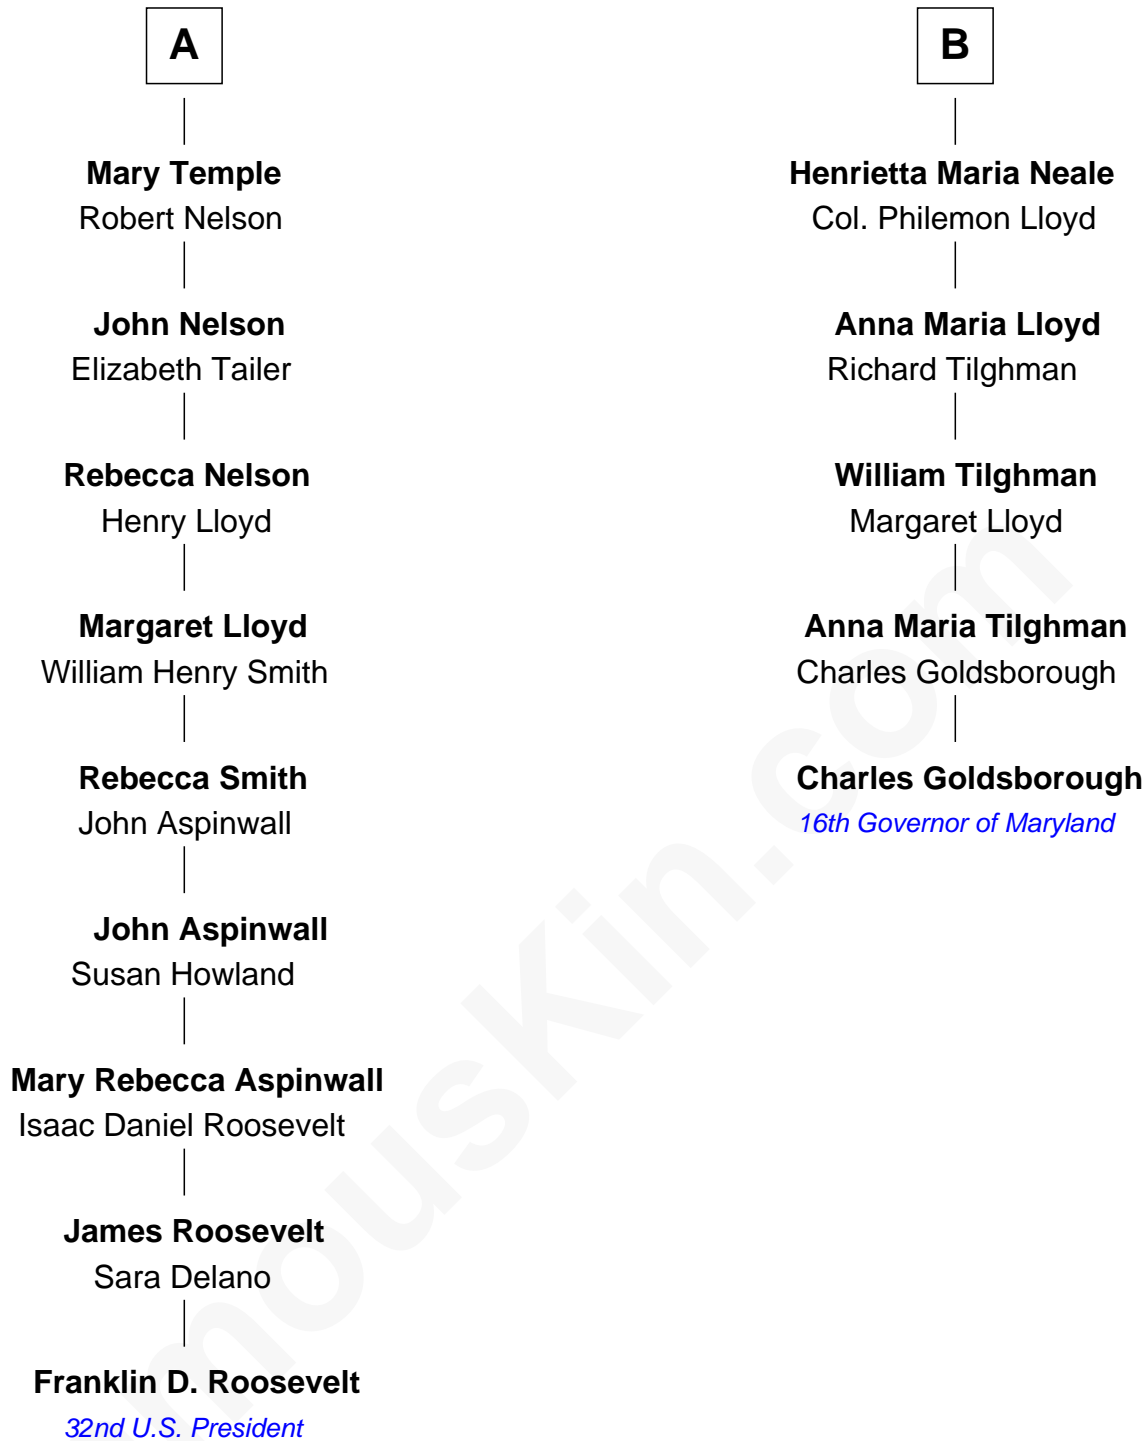 A
Mary Temple
Robert Nelson
John Nelson
Elizabeth Tailer
Rebecca Nelson
Henry Lloyd
Margaret Lloyd
William Henry Smith
Rebecca Smith
John Aspinwall
John Aspinwall
Susan Howland
Mary Rebecca Aspinwall
Isaac Daniel Roosevelt
James Roosevelt
Sara Delano
Franklin D. Roosevelt
32nd U.S. President
B
Henrietta Maria Neale
Col. Philemon Lloyd
Anna Maria Lloyd
Richard Tilghman
William Tilghman
Margaret Lloyd
Anna Maria Tilghman
Charles Goldsborough
Charles Goldsborough
16th Governor of Maryland
mouskin.com